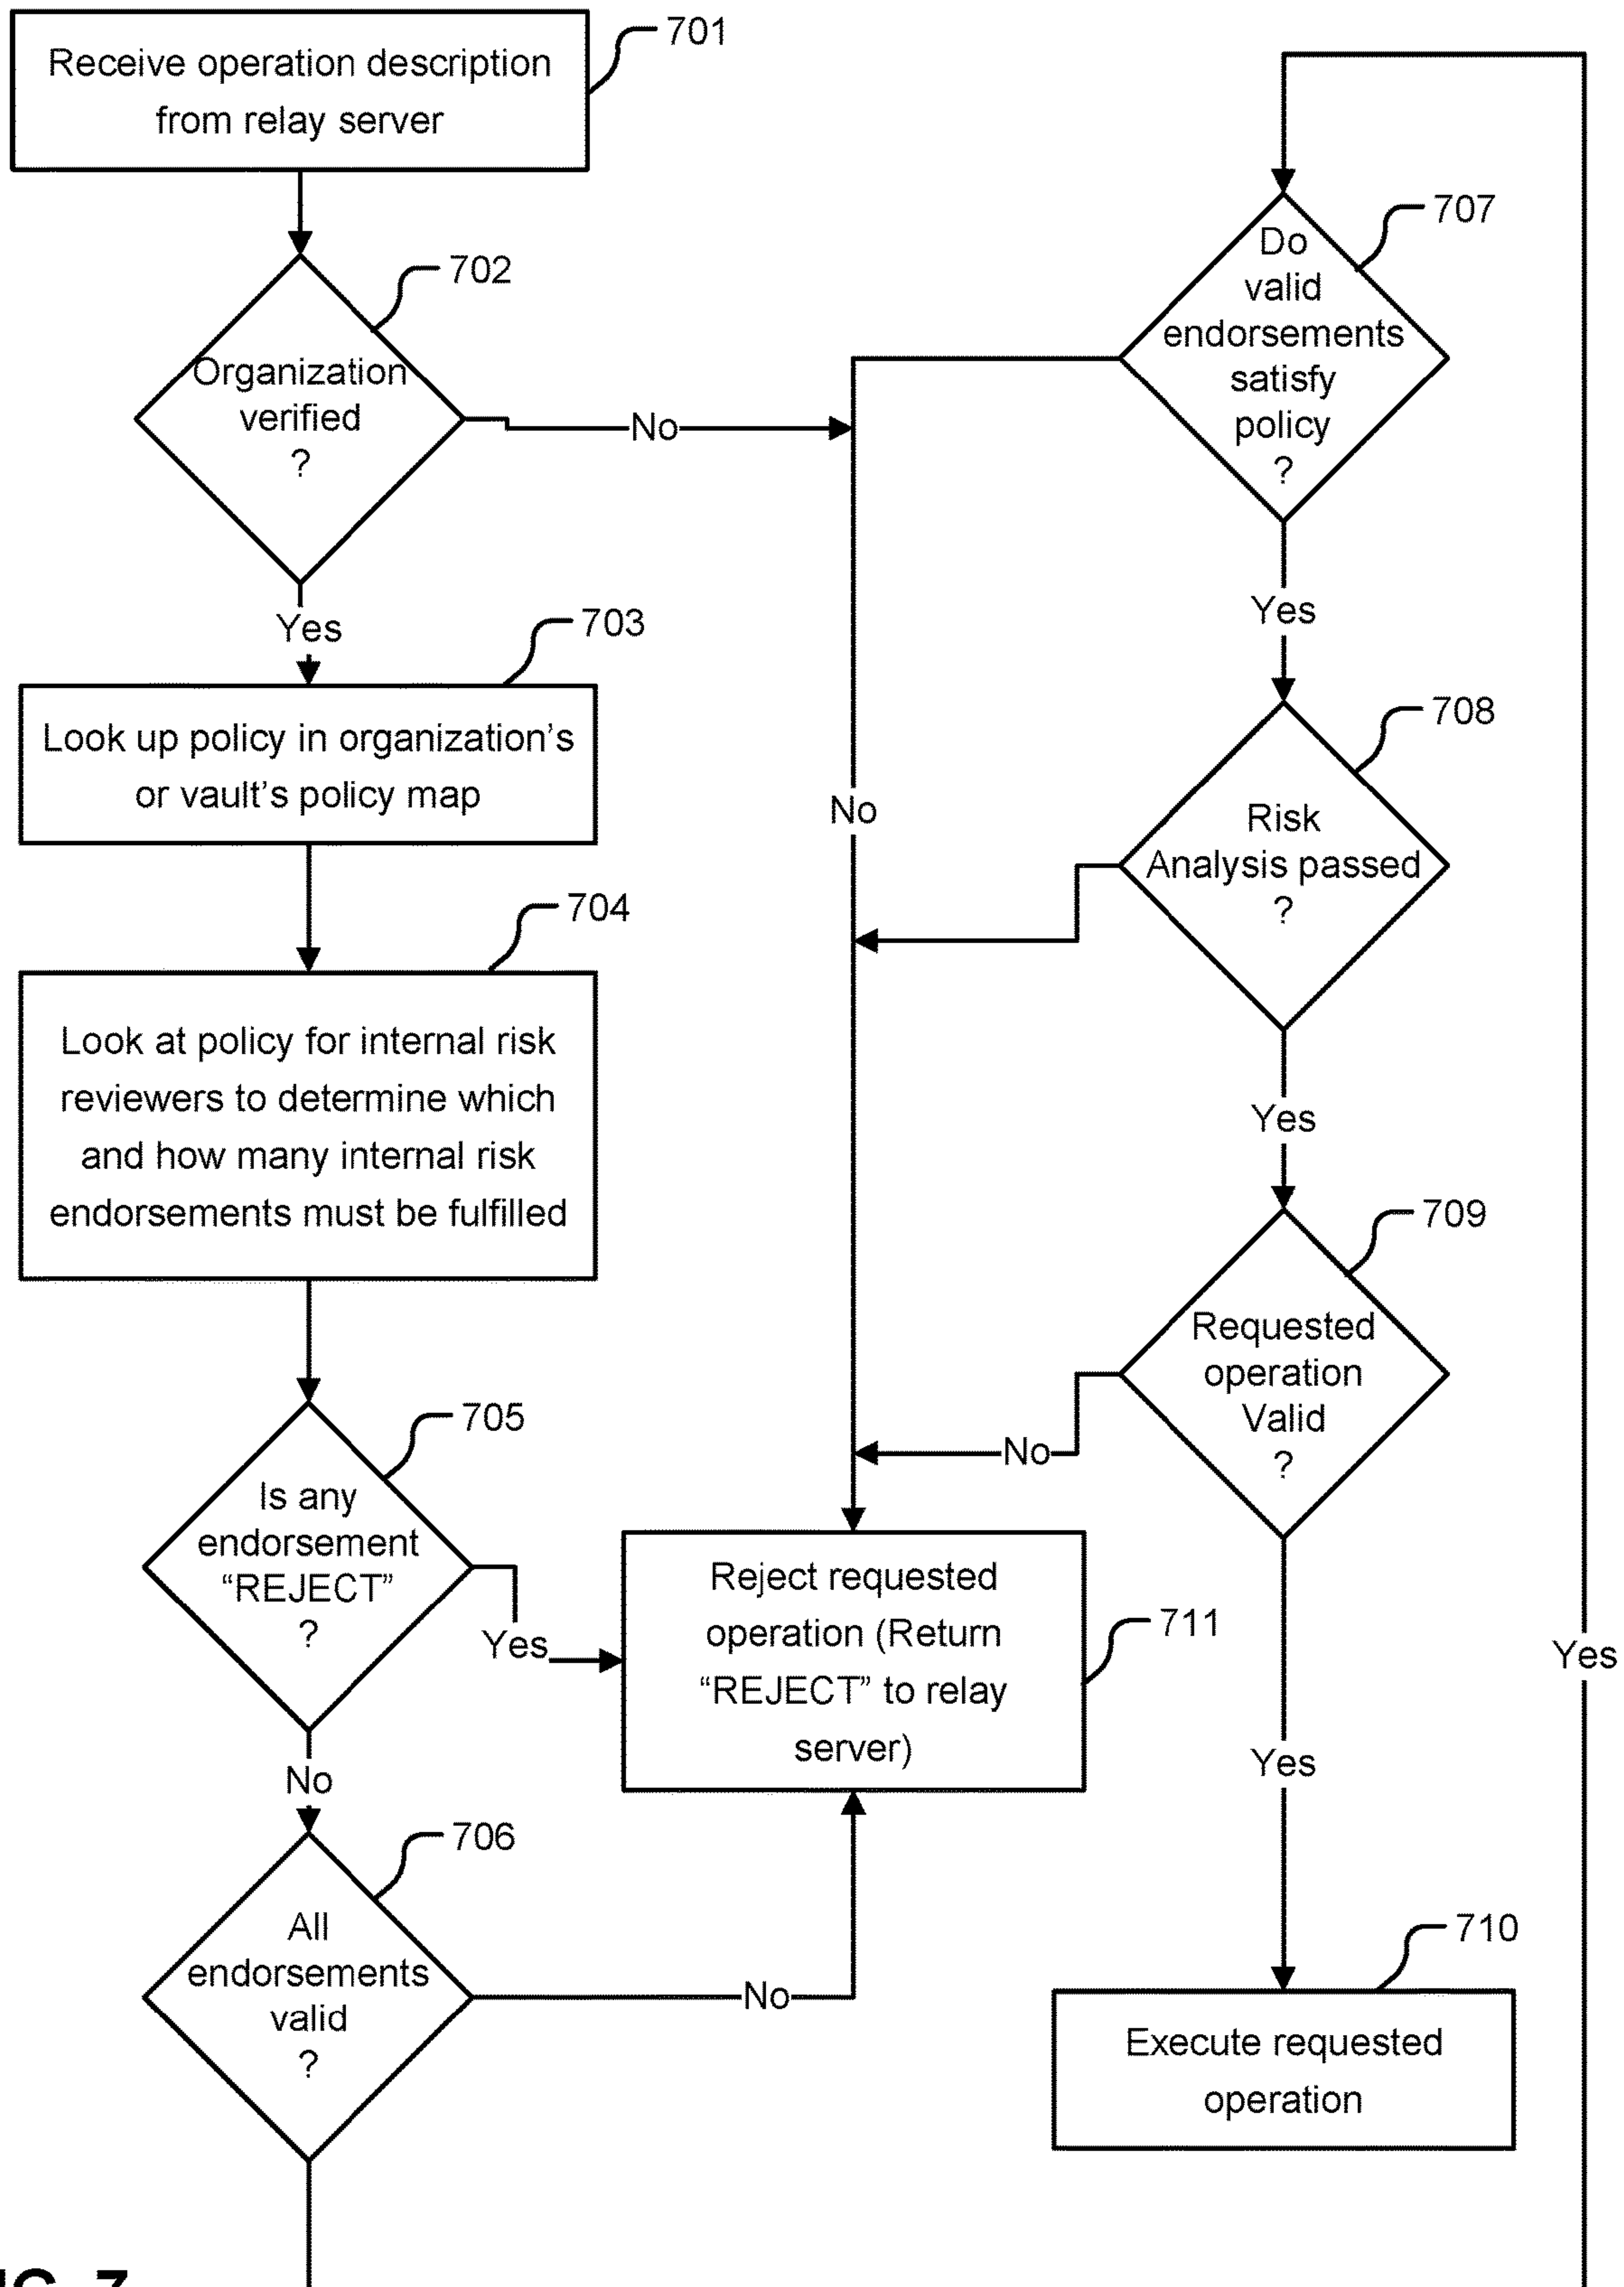 701
Receive operation description
from relay server
702
Organization
verified
?
No
Yes
703
Look up policy in organization's
or vault's policy map
704
Look at policy for internal risk
reviewers to determine which
and how many internal risk
endorsements must be fulfilled
705
Is any
endorsement
“REJECT”
?
Yes
No
706
All
endorsements
valid
?
No
707
Do
valid
endorsements
satisfy
policy
?
No
Yes
708
Risk
Analysis passed
?
Yes
709
Requested
operation
Valid
?
No
Yes
711
Reject requested
operation (Return
“REJECT” to relay
server)
Yes
710
Execute requested
operation